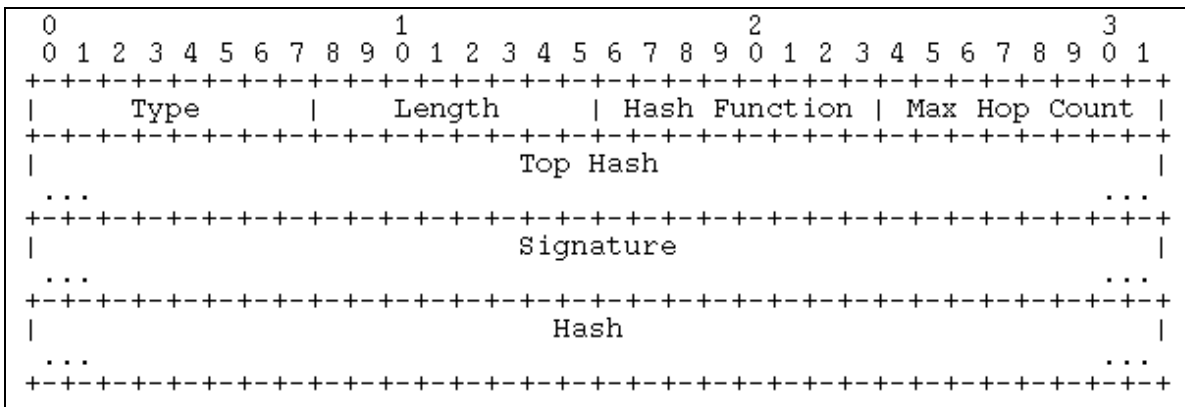 0                   1                   2                   3
 0 1 2 3 4 5 6 7 8 9 0 1 2 3 4 5 6 7 8 9 0 1 2 3 4 5 6 7 8 9 0 1
+-+-+-+-+-+-+-+-+-+-+-+-+-+-+-+-+-+-+-+-+-+-+-+-+-+-+-+-+-+-+-+-+
|     Type      |    Length     | Hash Function | Max Hop Count |
+-+-+-+-+-+-+-+-+-+-+-+-+-+-+-+-+-+-+-+-+-+-+-+-+-+-+-+-+-+-+-+-+
|                           Top Hash                            |
 ...                                                         ...
+-+-+-+-+-+-+-+-+-+-+-+-+-+-+-+-+-+-+-+-+-+-+-+-+-+-+-+-+-+-+-+-+
|                           Signature                           |
 ...                                                         ...
+-+-+-+-+-+-+-+-+-+-+-+-+-+-+-+-+-+-+-+-+-+-+-+-+-+-+-+-+-+-+-+-+
|                             Hash                              |
 ...                                                         ...
+-+-+-+-+-+-+-+-+-+-+-+-+-+-+-+-+-+-+-+-+-+-+-+-+-+-+-+-+-+-+-+-+